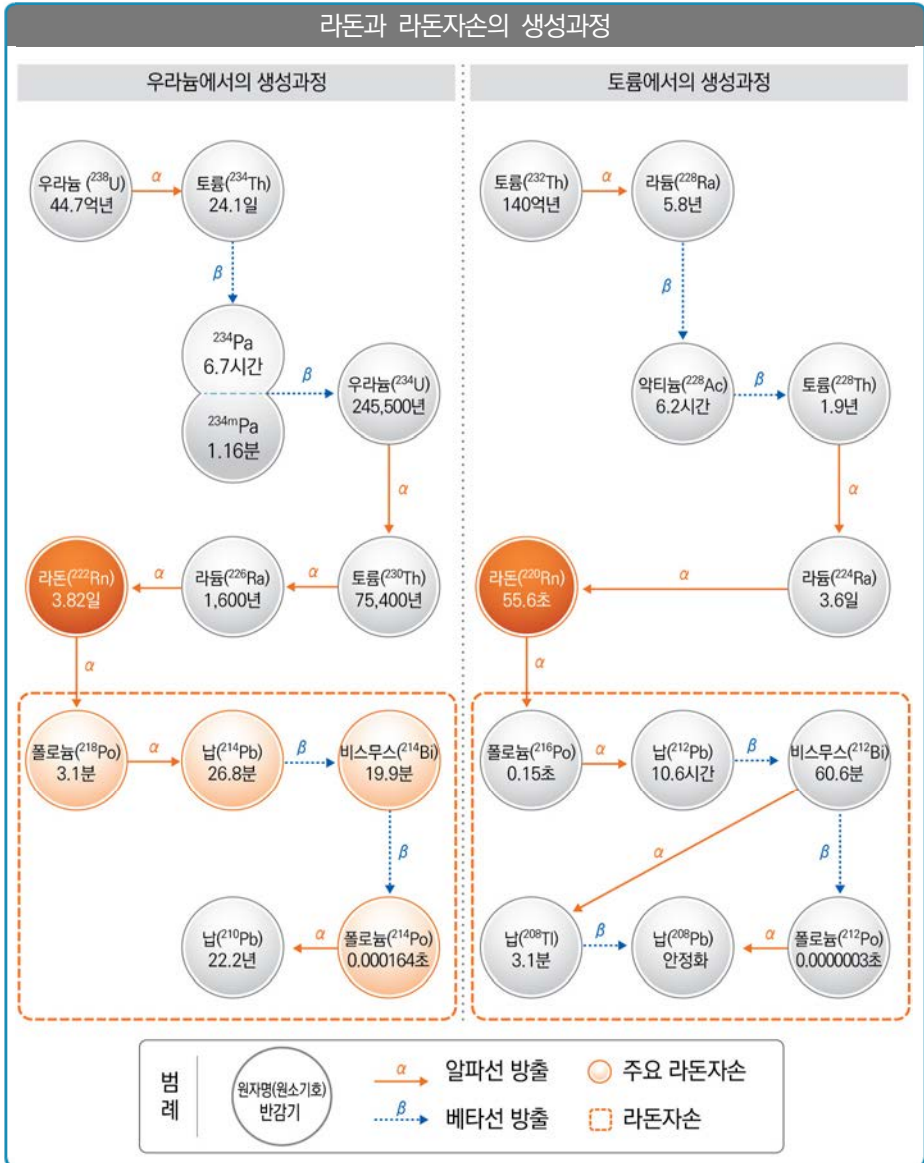 라돈과 라돈자손의 생성과정
우라늄에서의 생성과정
우라늄 (²³⁸U)
44.7억년
α
토륨(²³⁴Th)
24.1일
β
²³⁴Pa
6.7시간
²³⁴ᵐPa
1.16분
β
우라늄(²³⁴U)
245,500년
α
토륨(²³⁰Th)
75,400년
α
라듐(²²⁶Ra)
1,600년
α
라돈(²²²Rn)
3.82일
α
폴로늄(²¹⁸Po)
3.1분
α
납(²¹⁴Pb)
26.8분
β
비스무스(²¹⁴Bi)
19.9분
β
폴로늄(²¹⁴Po)
0.000164초
α
납(²¹⁰Pb)
22.2년
토륨에서의 생성과정
토륨(²³²Th)
140억년
α
라듐(²²⁸Ra)
5.8년
β
악티늄(²²⁸Ac)
6.2시간
β
토륨(²²⁸Th)
1.9년
α
라듐(²²⁴Ra)
3.6일
α
라돈(²²⁰Rn)
55.6초
α
폴로늄(²¹⁶Po)
0.15초
α
납(²¹²Pb)
10.6시간
β
비스무스(²¹²Bi)
60.6분
α
β
납(²⁰⁸Tl)
3.1분
β
납(²⁰⁸Pb)
안정화
α
폴로늄(²¹²Po)
0.0000003초
범례
원자명(원소기호)
반감기
α 알파선 방출
β 베타선 방출
주요 라돈자손
라돈자손